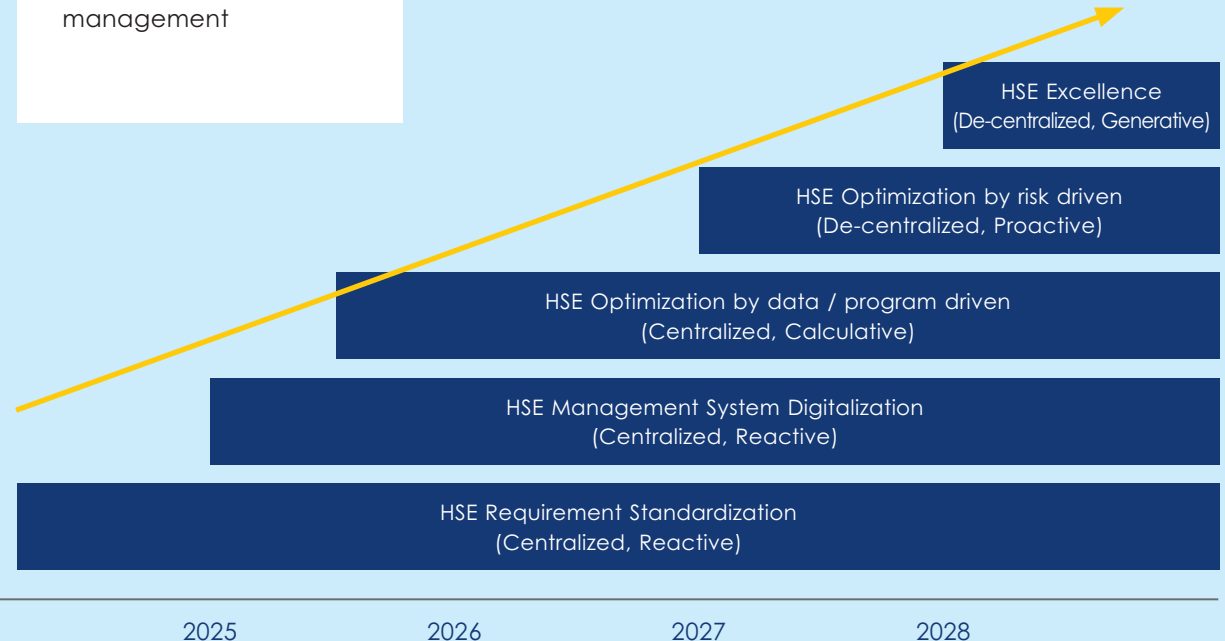 management
HSE Excellence
(De-centralized, Generative)
HSE Optimization by risk driven
(De-centralized, Proactive)
HSE Optimization by data / program driven
(Centralized, Calculative)
HSE Management System Digitalization
(Centralized, Reactive)
HSE Requirement Standardization
(Centralized, Reactive)
2025 2026 2027 2028